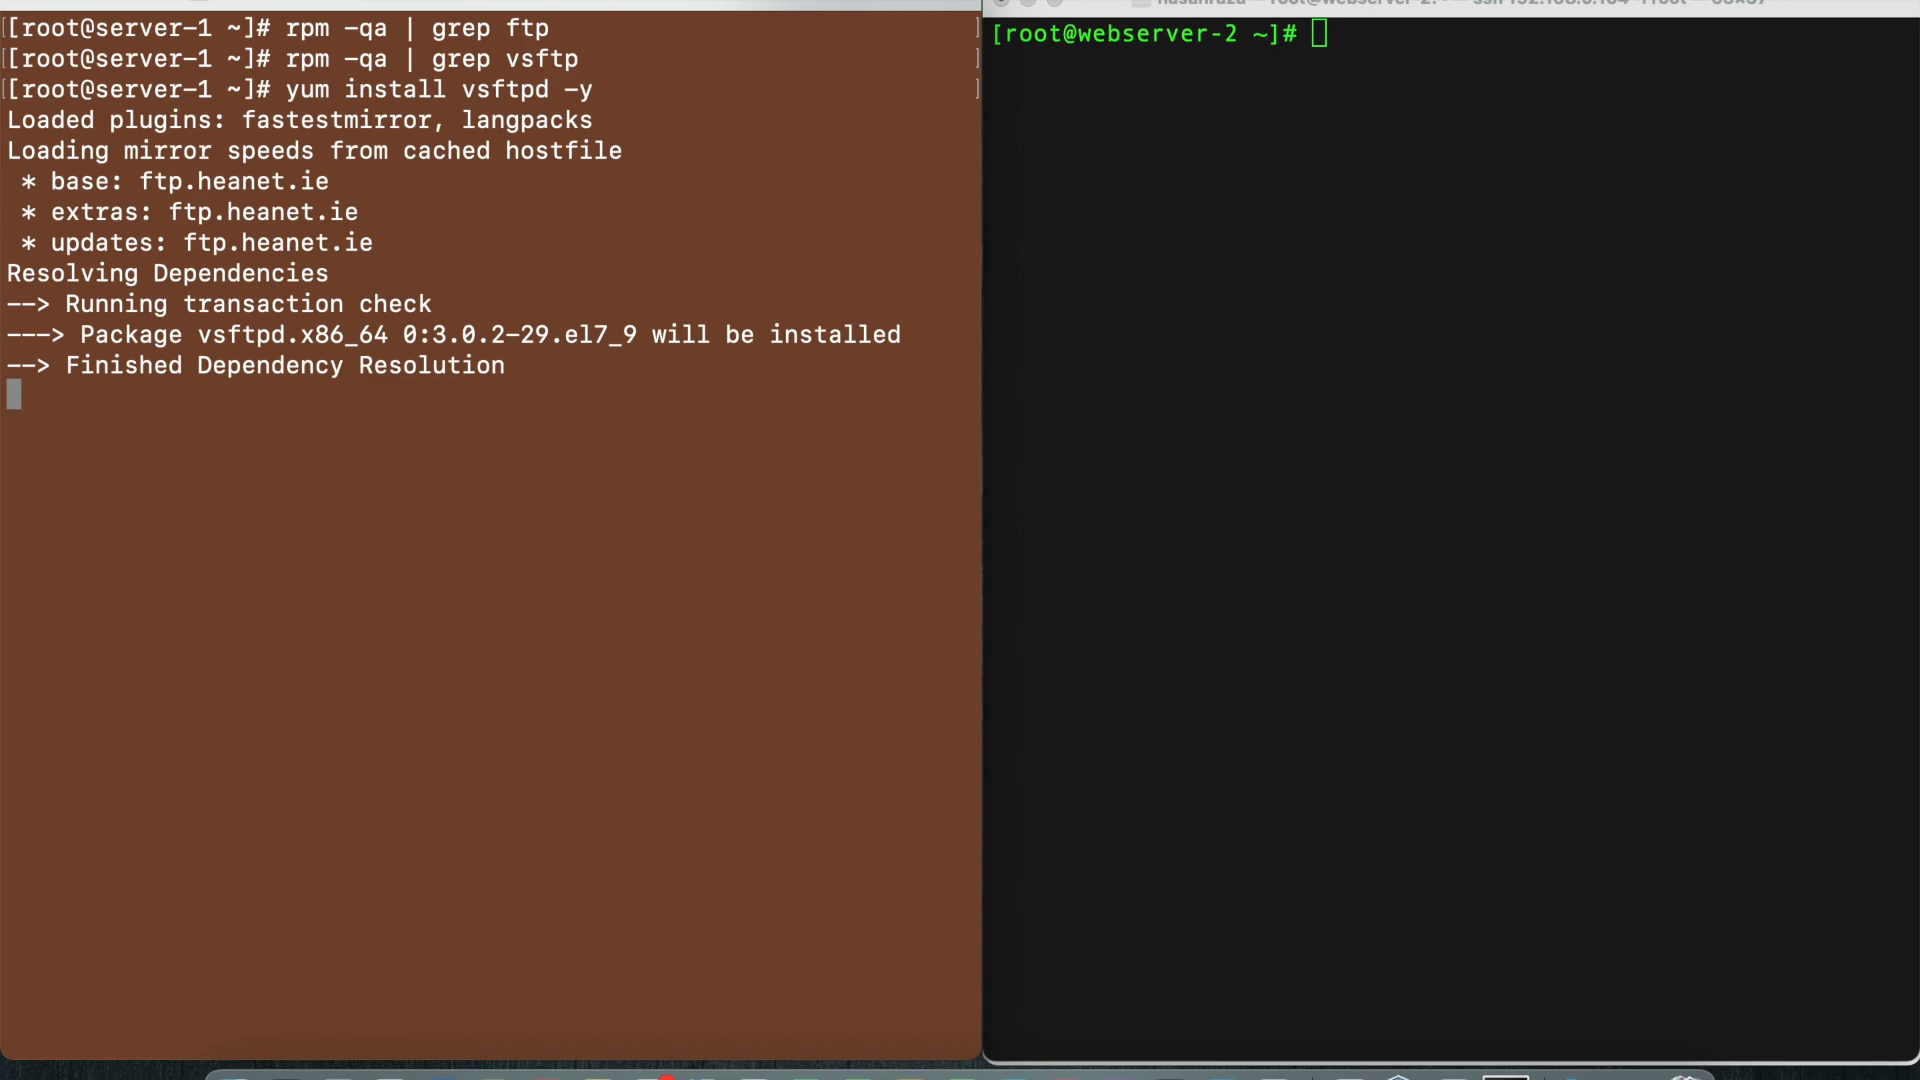 [[root@server-1 ~]# rpm -qa | grep ftp ]
[[root@server-1 ~]# rpm -qa | grep vsftp ]
[[root@server-1 ~]# yum install vsftpd -y ]
Loaded plugins: fastestmirror, langpacks
Loading mirror speeds from cached hostfile
 * base: ftp.heanet.ie
 * extras: ftp.heanet.ie
 * updates: ftp.heanet.ie
Resolving Dependencies
--> Running transaction check
---> Package vsftpd.x86_64 0:3.0.2-29.el7_9 will be installed
--> Finished Dependency Resolution
[root@webserver-2 ~]#